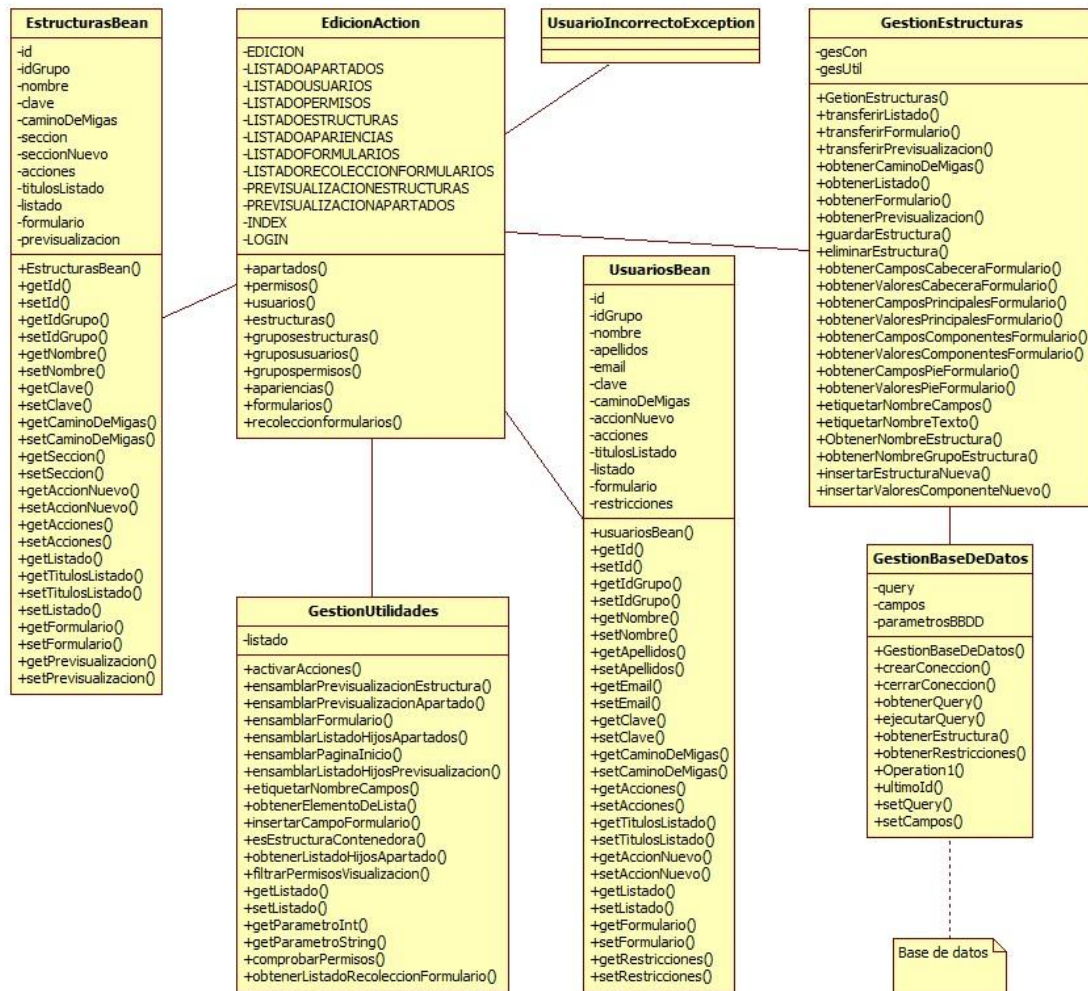 EstructurasBean
-id
-idGrupo
-nombre
-clave
-caminoDeMigas
-seccion
-seccionNuevo
-acciones
-titulosListado
-listado
-formulario
-previsualizacion
+EstructurasBean()
+getId()
+setId()
+getIdGrupo()
+setIdGrupo()
+getNombre()
+setNombre()
+getClave()
+setClave()
+getCaminoDeMigas()
+setCaminoDeMigas()
+getSeccion()
+setSeccion()
+getAccionNuevo()
+setAccionNuevo()
+getAcciones()
+setAcciones()
+getListado()
+getTitulosListado()
+setTitulosListado()
+setListado()
+getFormulario()
+setFormulario()
+getPrevisualizacion()
+setPrevisualizacion()
EdicionAction
-EDICION
-LISTADOAPARTADOS
-LISTADOUSUARIOS
-LISTADOPERMISOS
-LISTADOESTRUCTURAS
-LISTADOAPARIENCIAS
-LISTADOFORMULARIOS
-LISTADORECOLECCIONFORMULARIOS
-PREVISUALIZACIONESTRUCTURAS
-PREVISUALIZACIONAPARTADOS
-INDEX
-LOGIN
+apartados()
+permisos()
+usuarios()
+estructuras()
+gruposestructuras()
+gruposusuarios()
+grupospermisos()
+apariencias()
+formularios()
+recoleccionformularios()
UsuarioIncorrectoException
GestionEstructuras
-gesCon
-gesUtil
+GetionEstructuras()
+transferirListado()
+transferirFormulario()
+transferirPrevisualizacion()
+obtenerCaminoDeMigas()
+obtenerListado()
+obtenerFormulario()
+obtenerPrevisualizacion()
+guardarEstructura()
+eliminarEstructura()
+obtenerCamposCabeceraFormulario()
+obtenerValoresCabeceraFormulario()
+obtenerCamposPrincipalesFormulario()
+obtenerValoresPrincipalesFormulario()
+obtenerCamposComponentesFormulario()
+obtenerValoresComponentesFormulario()
+obtenerCamposPieFormulario()
+obtenerValoresPieFormulario()
+etiquetarNombreCampos()
+etiquetarNombreTexto()
+ObtenerNombreEstructura()
+obtenerNombreGrupoEstructura()
+insertarEstructuraNueva()
+insertarValoresComponenteNuevo()
UsuariosBean
-id
-idGrupo
-nombre
-apellidos
-email
-clave
-caminoDeMigas
-accionNuevo
-acciones
-titulosListado
-listado
-formulario
-restricciones
+usuariosBean()
+getId()
+setId()
+getIdGrupo()
+setIdGrupo()
+getNombre()
+setNombre()
+getApellidos()
+setApellidos()
+getEmail()
+setEmail()
+getClave()
+setClave()
+getCaminoDeMigas()
+setCaminoDeMigas()
+getAcciones()
+setAcciones()
+getTitulosListado()
+setTitulosListado()
+getAccionNuevo()
+setAccionNuevo()
+getListado()
+setListado()
+getFormulario()
+setFormulario()
+getRestricciones()
+setRestricciones()
GestionUtilidades
-listado
+activarAcciones()
+ensamblarPrevisualizacionEstructura()
+ensamblarPrevisualizacionApartado()
+ensamblarFormulario()
+ensamblarListadoHijosApartados()
+ensamblarPaginaInicio()
+ensamblarListadoHijosPrevisualizacion()
+etiquetarNombreCampos()
+obtenerElementoDeLista()
+insertarCampoFormulario()
+esEstructuraContenedora()
+obtenerListadoHijosApartado()
+filtrarPermisosVisualizacion()
+getListado()
+setListado()
+getParametroInt()
+getParametroString()
+comprobarPermisos()
+obtenerListadoRecoleccionFormulario()
GestionBaseDeDatos
-query
-campos
-parametrosBBDD
+GestionBaseDeDatos()
+crearConeccion()
+cerrarConeccion()
+obtenerQuery()
+ejecutarQuery()
+obtenerEstructura()
+obtenerRestricciones()
+Operation1()
+ultimoId()
+setQuery()
+setCampos()
Base de datos